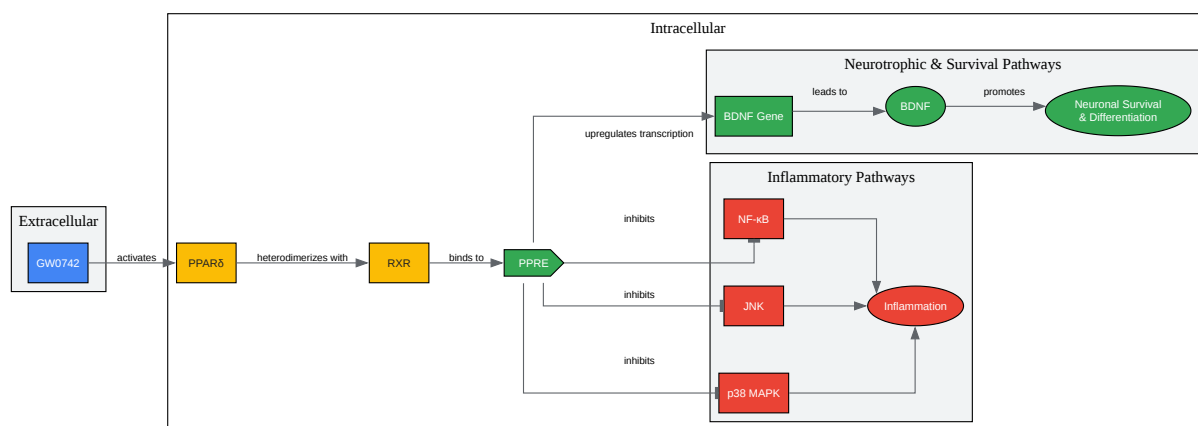 Intracellular
Neurotrophic & Survival Pathways
BDNF Gene
leads to
BDNF
promotes
Neuronal Survival
& Differentiation
upregulates transcription
Inflammatory Pathways
Extracellular
GW0742
activates
PPARδ
heterodimerizes with
RXR
binds to
PPRE
inhibits
NF-κB
inhibits
JNK
Inflammation
inhibits
p38 MAPK